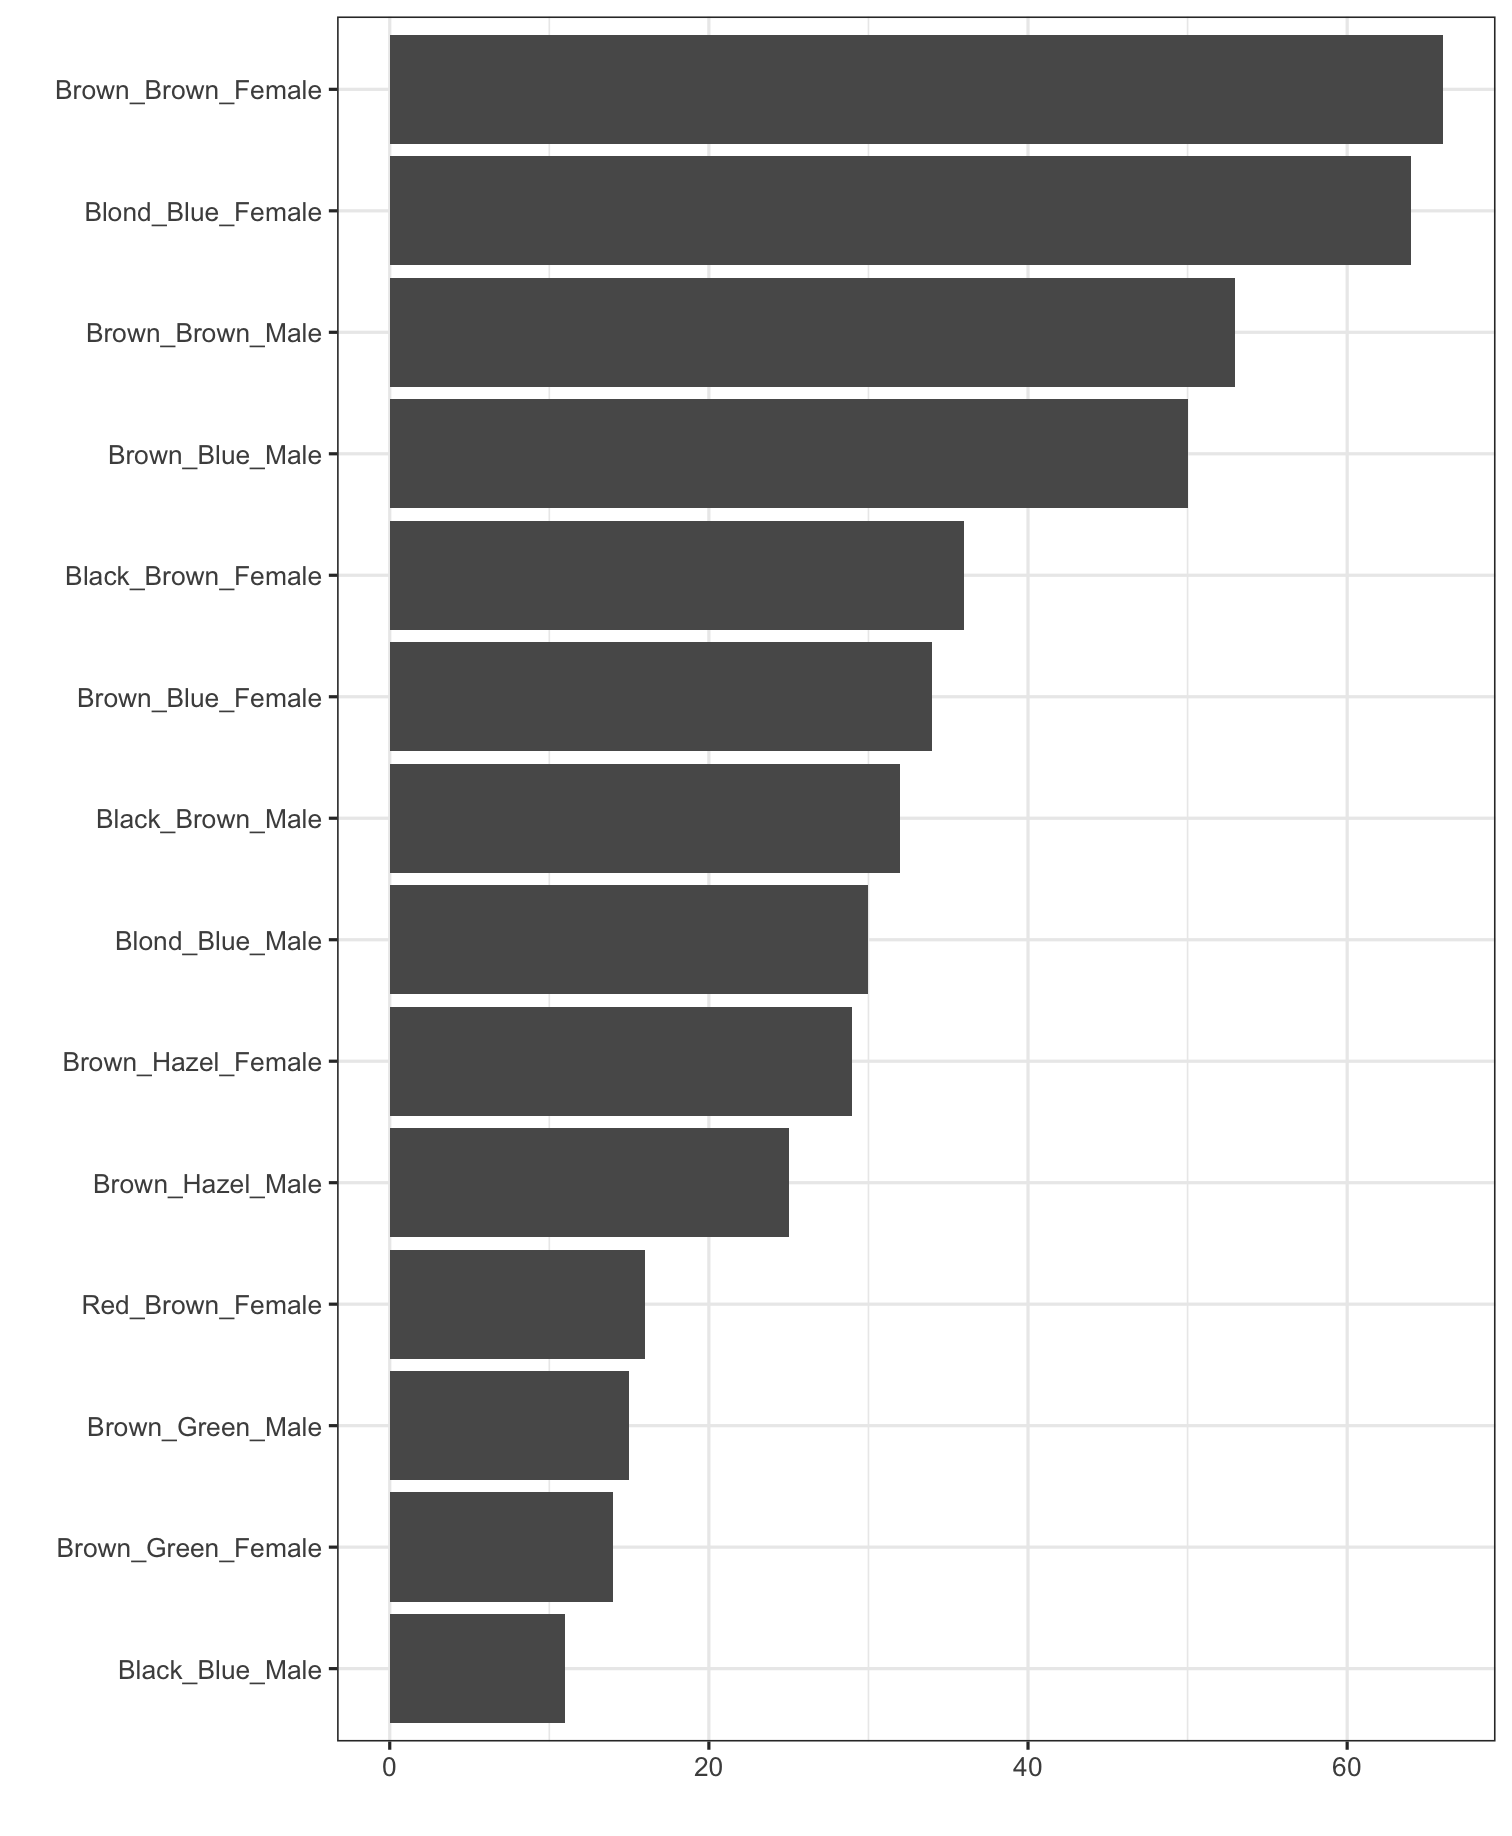 Brown_Brown_Female
Blond_Blue_Female
Brown_Brown_Male
Brown_Blue_Male
Black_Brown_Female
Brown_Blue_Female
Black_Brown_Male
Blond_Blue_Male
Brown_Hazel_Female
Brown_Hazel_Male
Red_Brown_Female
Brown_Green_Male
Brown_Green_Female
Black_Blue_Male
0 20 40 60